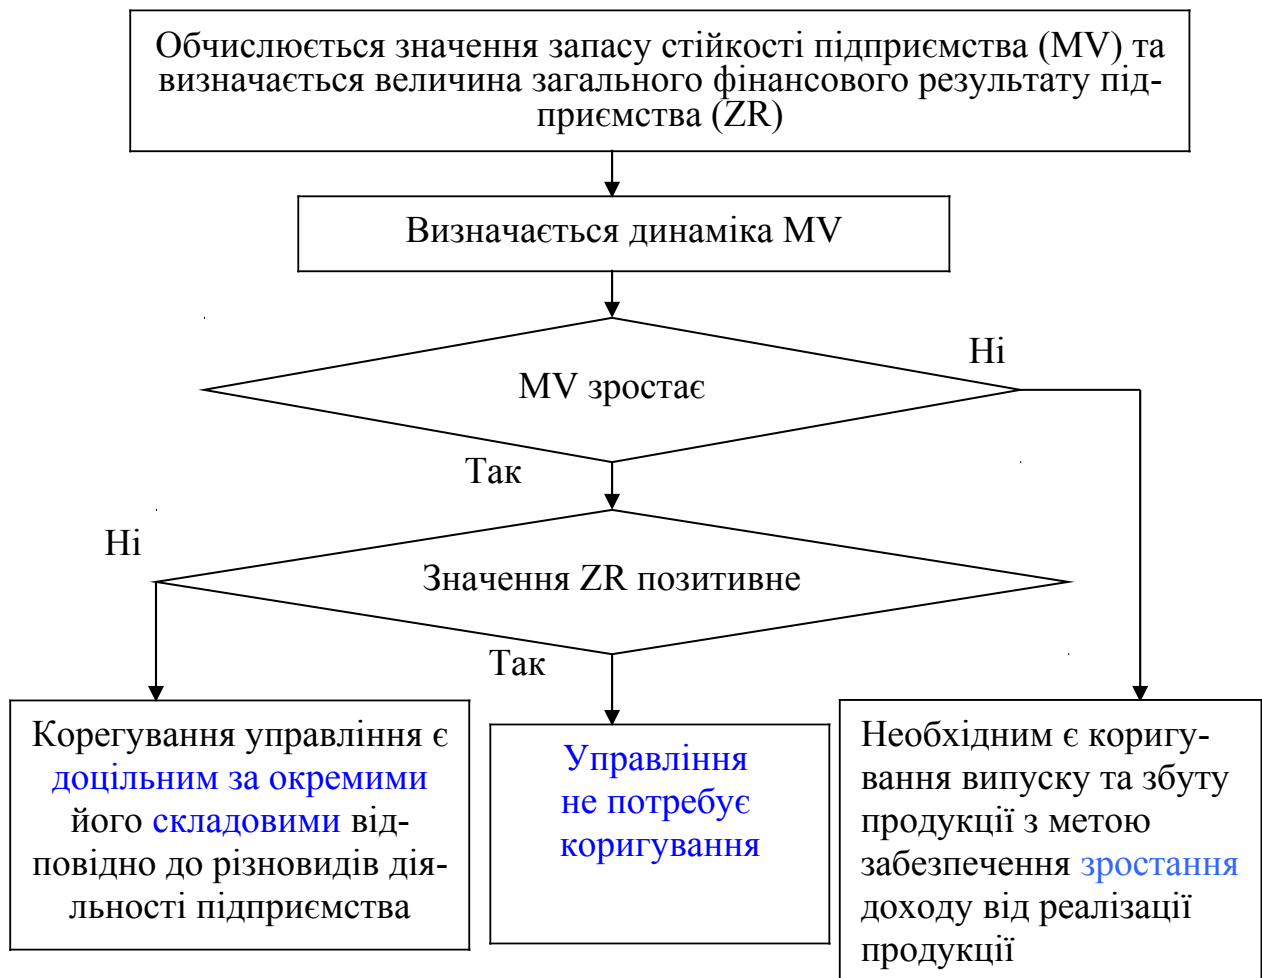 Обчислюється значення запасу стійкості підприємства (MV) та
визначається величина загального фінансового результату під-
приємства (ZR)
Визначається динаміка MV
Ні
MV зростає
Так
Ні
Значення ZR позитивне
Так
Корегування управління є
доцільним за окремими
його складовими від-
повідно до різновидів дія-
льності підприємства
Управління
не потребує
коригування
Необхідним є коригу-
вання випуску та збуту
продукції з метою
забезпечення зростання
доходу від реалізації
продукції